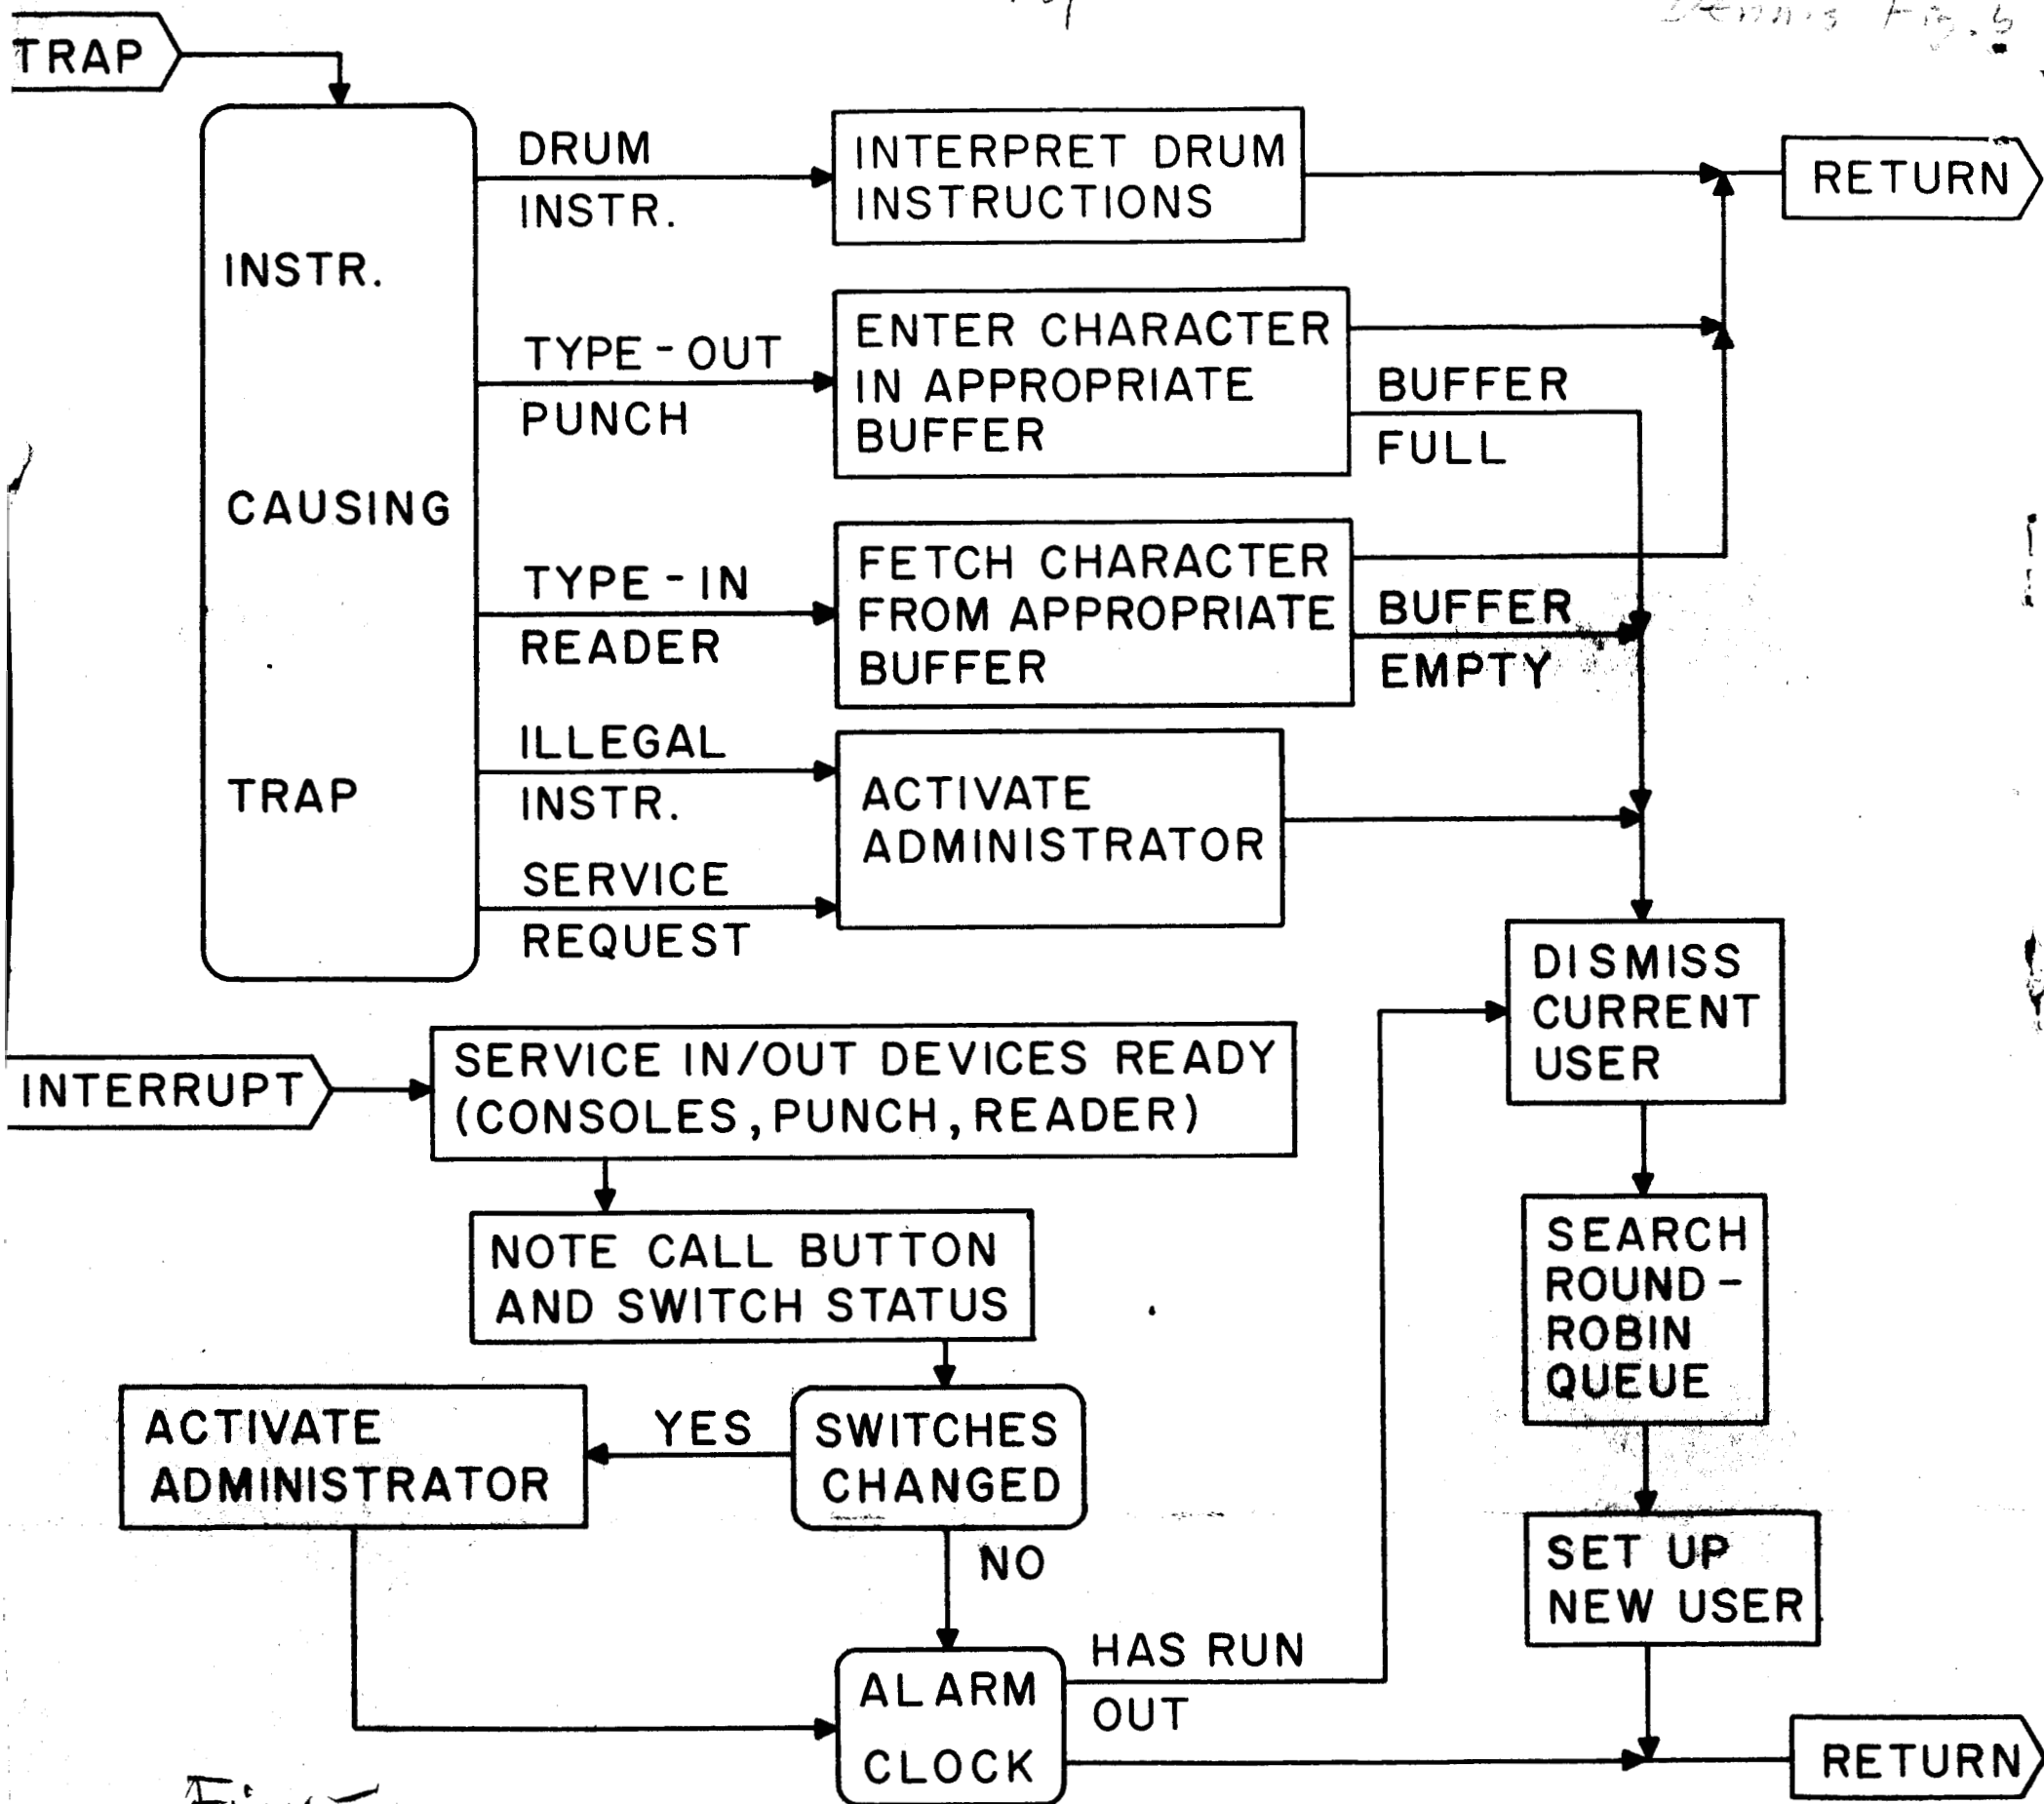 Dennis Fig. 5
TRAP
INSTR.
CAUSING
TRAP
DRUM
INSTR.
INTERPRET DRUM
INSTRUCTIONS
RETURN
TYPE-OUT
PUNCH
ENTER CHARACTER
IN APPROPRIATE
BUFFER
BUFFER
FULL
TYPE-IN
READER
FETCH CHARACTER
FROM APPROPRIATE
BUFFER
BUFFER
EMPTY
ILLEGAL
INSTR.
SERVICE
REQUEST
ACTIVATE
ADMINISTRATOR
DISMISS
CURRENT
USER
SEARCH
ROUND-
ROBIN
QUEUE
SET UP
NEW USER
INTERRUPT
SERVICE IN/OUT DEVICES READY
(CONSOLES, PUNCH, READER)
NOTE CALL BUTTON
AND SWITCH STATUS
SWITCHES
CHANGED
YES
ACTIVATE
ADMINISTRATOR
NO
ALARM
CLOCK
HAS RUN
OUT
RETURN